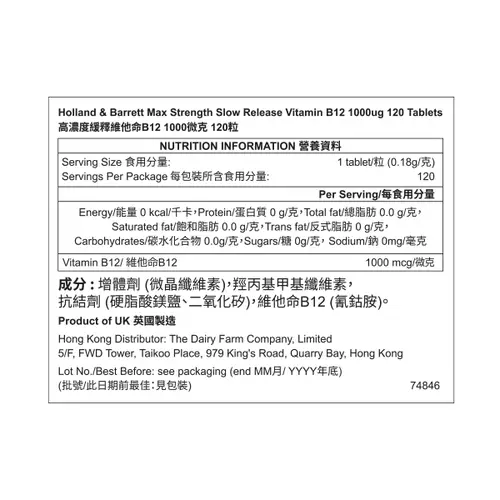 Holland & Barrett Max Strength Slow Release Vitamin B12 1000ug 120 Tablets
高濃度緩釋維他命B12 1000微克 120粒
NUTRITION INFORMATION 營養資料
Serving Size 食用分量: 1 tablet/粒 (0.18g/克)
Servings Per Package 每包裝所含食用分量: 120
Per Serving/每食用分量
Energy/能量 0 kcal/千卡，Protein/蛋白質 0 g/克，Total fat/總脂肪 0.0 g/克，
Saturated fat/飽和脂肪 0.0 g/克，Trans fat/反式脂肪 0 g/克，
Carbohydrates/碳水化合物 0.0g/克，Sugars/糖 0g/克， Sodium/鈉 0mg/毫克
Vitamin B12/ 維他命B12 1000 mcg/微克
成分 : 增體劑 (微晶纖維素)，羥丙基甲基纖維素，
抗結劑 (硬脂酸鎂鹽、二氧化矽)，維他命B12 (氰鈷胺)。
Product of UK 英國製造
Hong Kong Distributor: The Dairy Farm Company, Limited
5/F, FWD Tower, Taikoo Place, 979 King's Road, Quarry Bay, Hong Kong
Lot No./Best Before: see packaging (end MM月/ YYYY年底)
(批號/此日期前最佳：見包裝) 74846